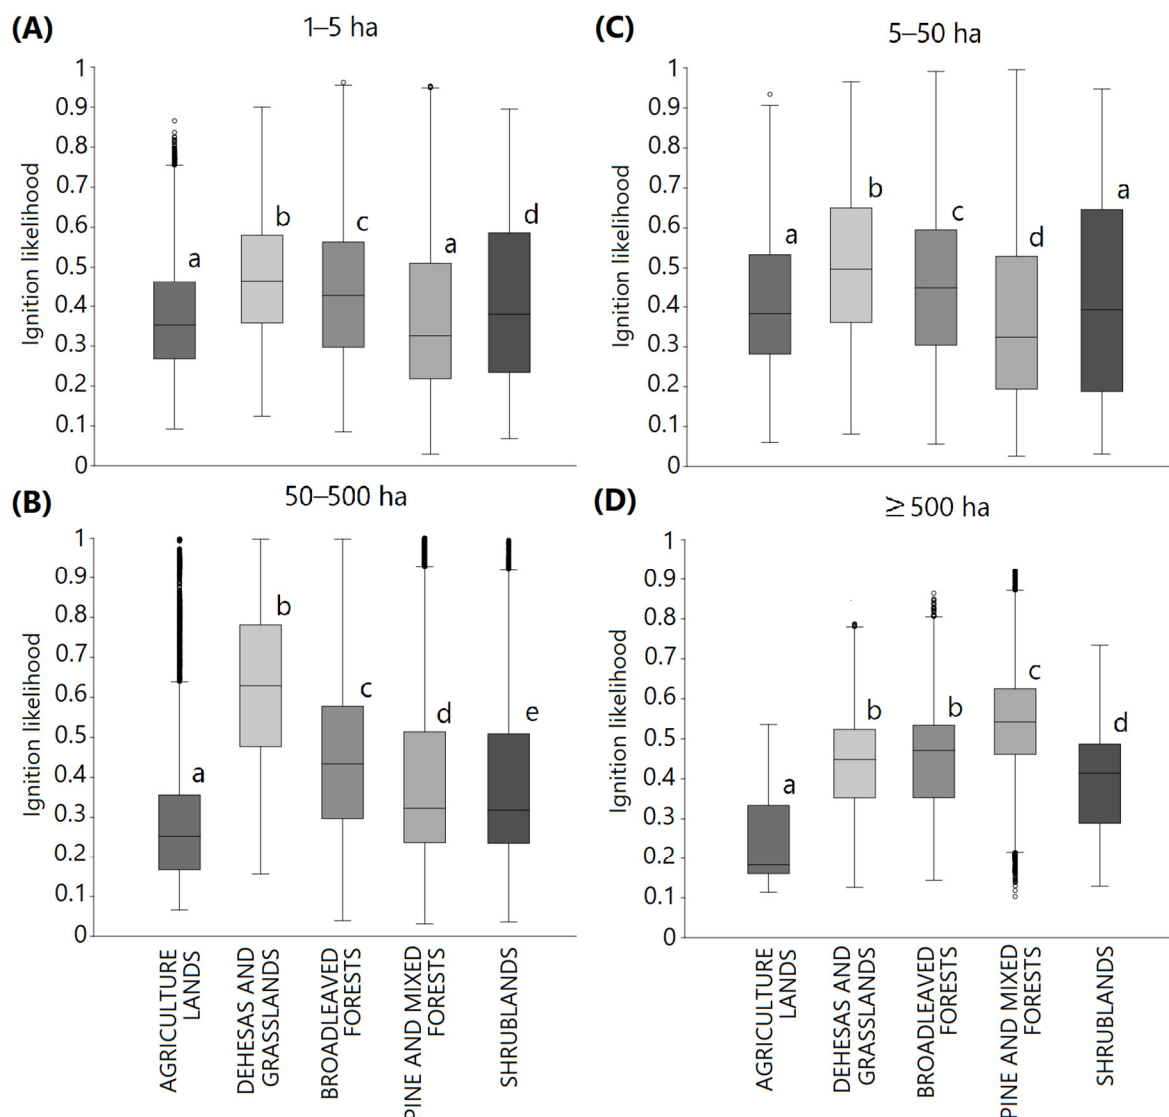 (A)
1–5 ha
Ignition likelihood
1
0.9
0.8
0.7
0.6
0.5
0.4
0.3
0.2
0.1
0
a
b
c
a
d
(C)
5–50 ha
Ignition likelihood
1
0.9
0.8
0.7
0.6
0.5
0.4
0.3
0.2
0.1
0
a
b
c
d
a
(B)
50–500 ha
Ignition likelihood
1
0.9
0.8
0.7
0.6
0.5
0.4
0.3
0.2
0.1
0
a
b
c
d
e
AGRICULTURE
LANDS
DEHESAS AND
GRASSLANDS
BROADLEAVED
FORESTS
PINE AND MIXED
FORESTS
SHRUBLANDS
(D)
≥ 500 ha
Ignition likelihood
1
0.9
0.8
0.7
0.6
0.5
0.4
0.3
0.2
0.1
0
a
b
b
c
d
AGRICULTURE
LANDS
DEHESAS AND
GRASSLANDS
BROADLEAVED
FORESTS
PINE AND MIXED
FORESTS
SHRUBLANDS